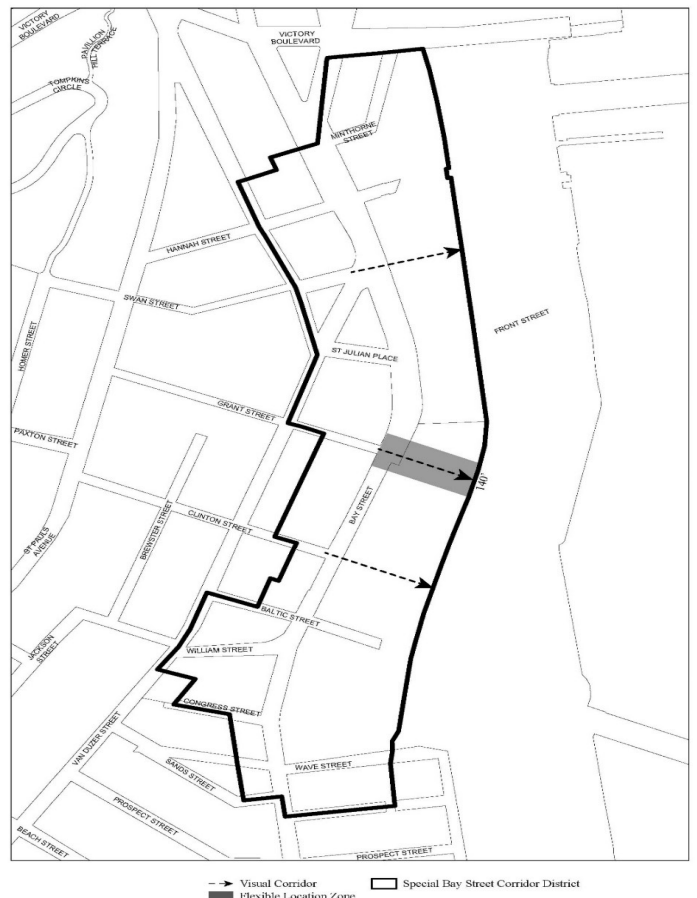 VICTORY
BOULEVARD
PAVILLION
HILL TERRACE
VICTORY
BOULEVARD
TOMPKINS
CIRCLE
MINTHORNE
STREET
HANNAH STREET
SWAN STREET
FRONT STREET
HOMER STREET
ST JULIAN PLACE
GRANT STREET
PAXTON STREET
140'
BAY STREET
CLINTON STREET
BREWSTER STREET
ST PAULS
AVENUE
BALTIC STREET
JACKSON
STREET
WILLIAM STREET
CONGRESS STREET
VAN DUZER STREET
WAVE STREET
SANDS STREET
PROSPECT STREET
BEACH STREET
PROSPECT STREET
Visual Corridor
Special Bay Street Corridor District
Flexible Location Zone